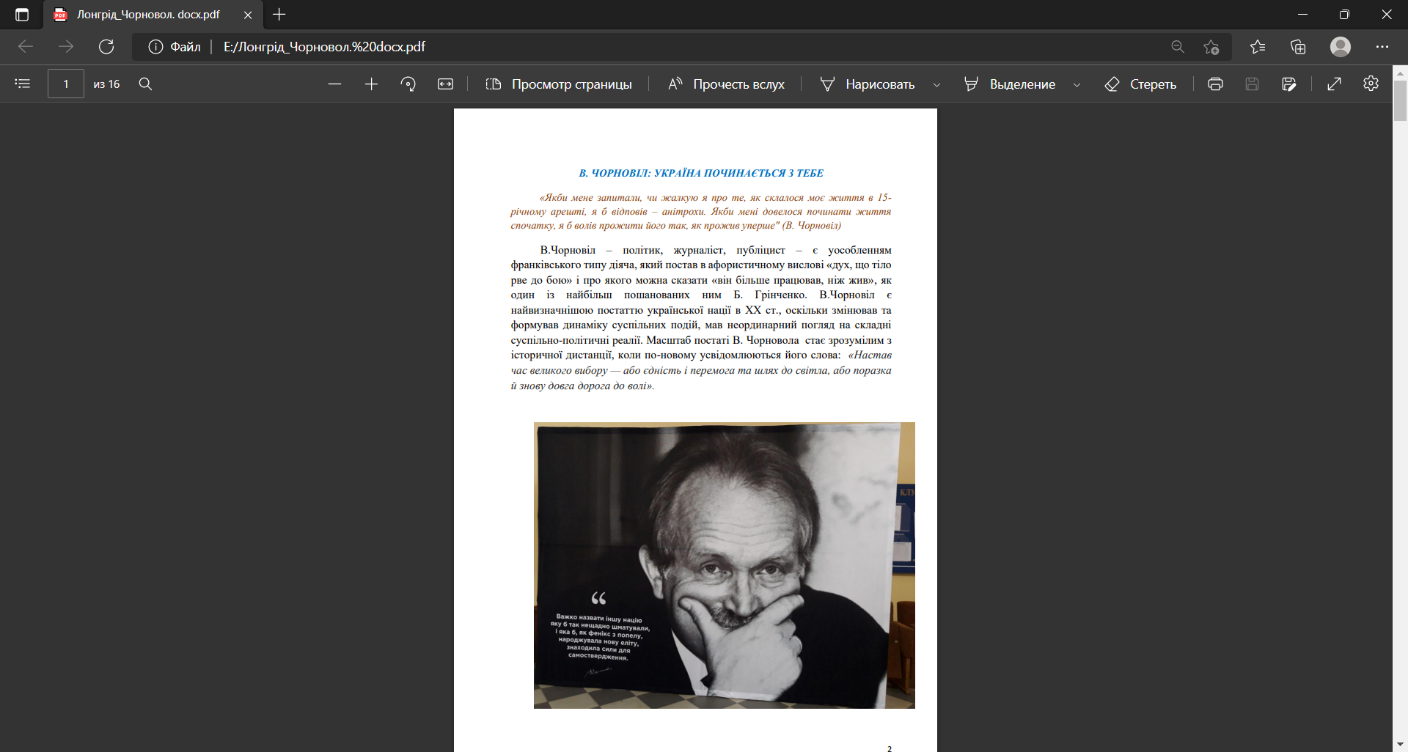 Лонгрід_Чорновол. docx.pdf
Файл
E:/Лонгрід_Чорновол.%20docx.pdf
1 из 16
Просмотр страницы
Прочесть вслух
Нарисовать
Выделение
Стереть
В. ЧОРНОВІЛ: УКРАЇНА ПОЧИНАЄТЬСЯ З ТЕБЕ
«Якби мене запитали, чи жалкую я про те, як склалося моє життя в 15-
річному арешті, я б відповів – анітрохи. Якби мені довелося починати життя
спочатку, я б волів прожити його так, як прожив уперше" (В. Чорновіл)
В.Чорновіл – політик, журналіст, публіцист – є уособленням
франківського типу діяча, який постав в афористичному вислові «дух, що тіло
рве до бою» і про якого можна сказати «він більше працював, ніж жив», як
один із найбільш пошанованих ним Б. Грінченко. В.Чорновіл є
найвизначнішою постаттю української нації в ХХ ст., оскільки змінював та
формував динаміку суспільних подій, мав неординарний погляд на складні
суспільно-політичні реалії. Масштаб постаті В. Чорновола стає зрозумілим з
історичної дистанції, коли по-новому усвідомлюються його слова: «Настав
час великого вибору — або єдність і перемога та шлях до світла, або поразка
й знову довга дорога до волі».
Важко назвати іншу націю
яку б так нещадно шматували,
і яка б, як фенікс з попелу,
народжувала нову еліту,
знаходила сили для
самоствердження.
2